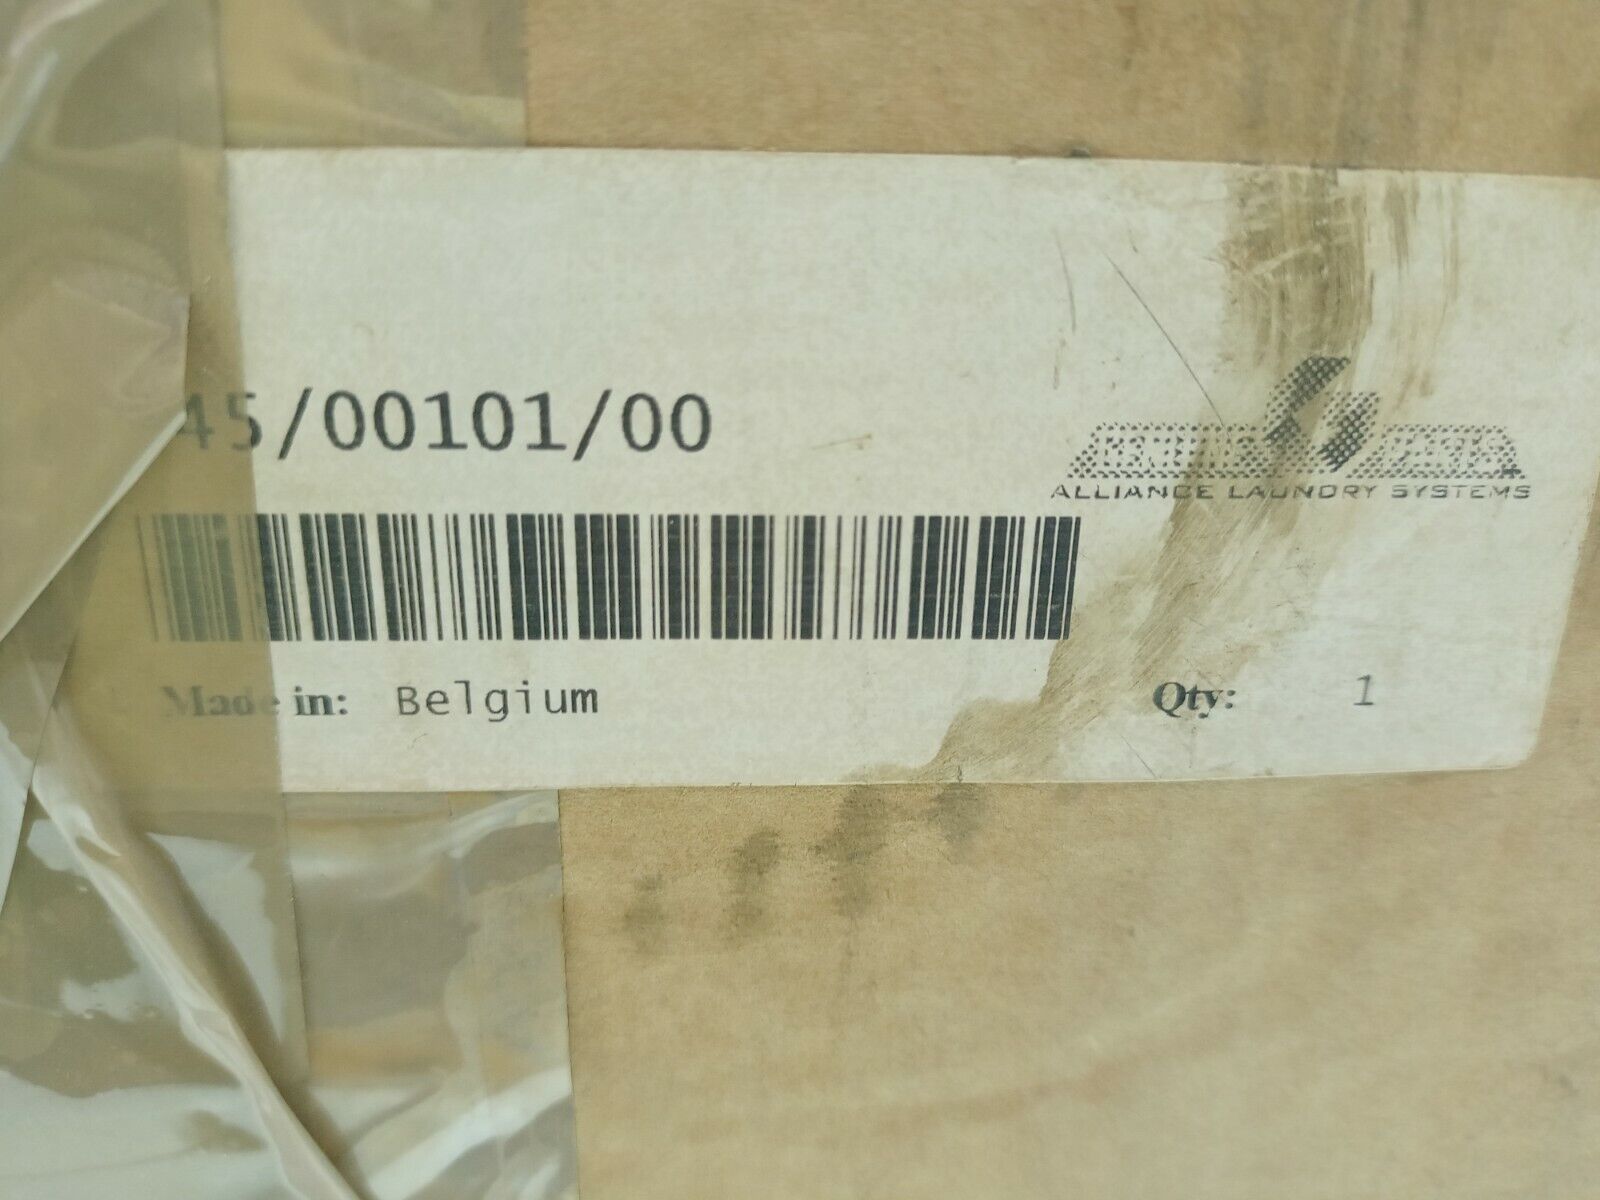 45/00101/00
ALLIANCE LAUNDRY SYSTEMS
Made in: Belgium
Qty: 1